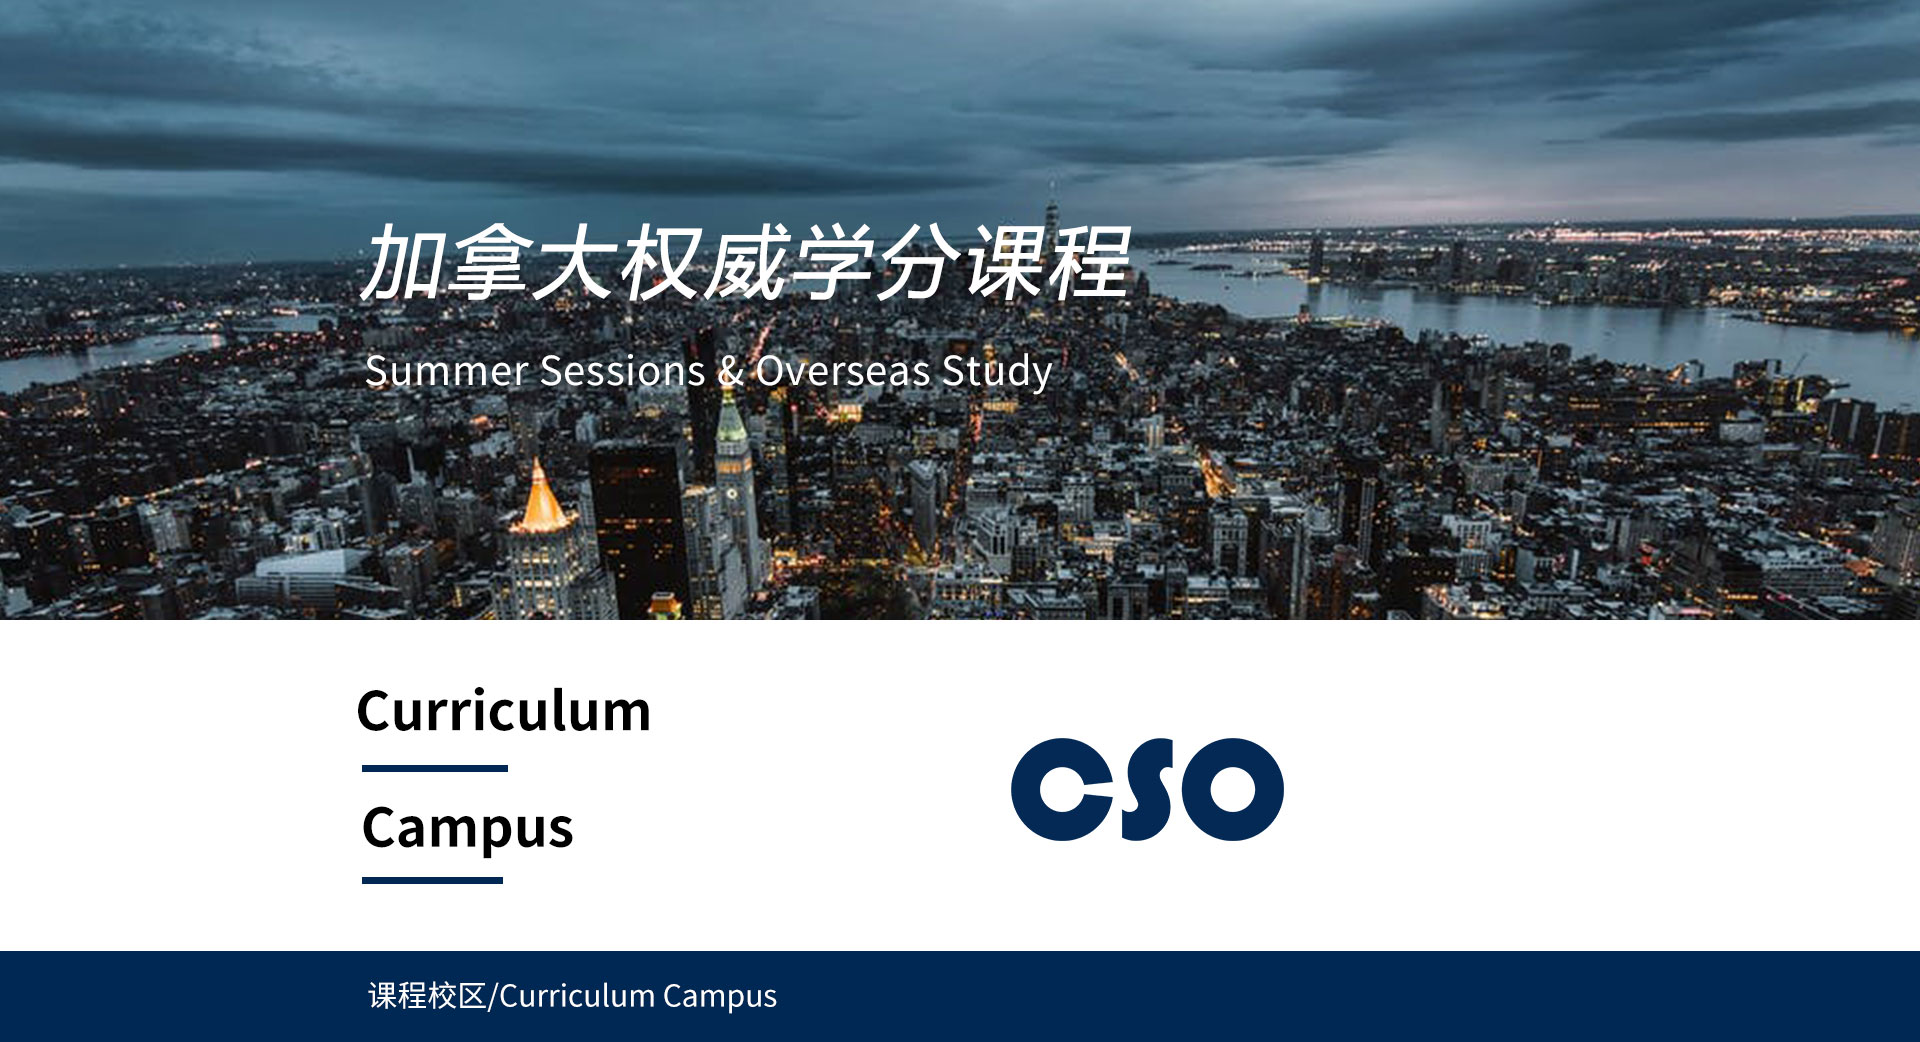 加拿大权威学分课程
Summer Sessions & Overseas Study
Curriculum
Campus
CSO
课程校区/Curriculum Campus